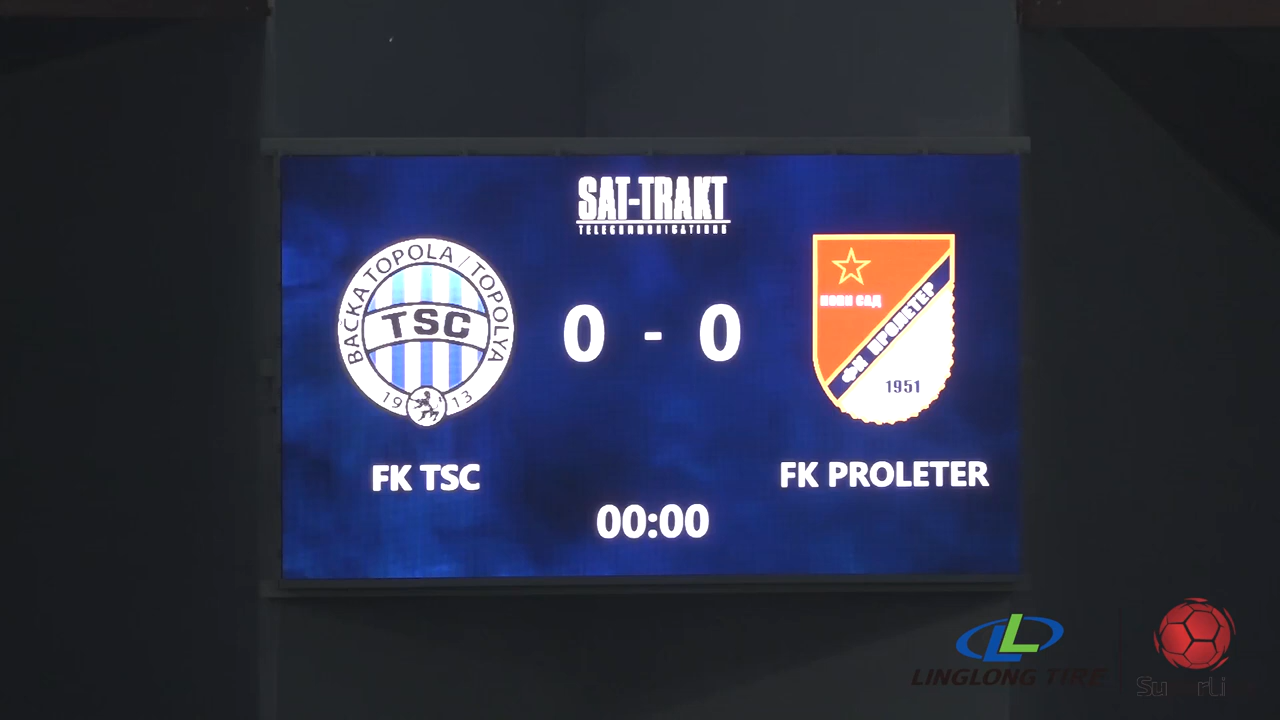 SAT-TRAKT
TELECOMMUNICATIONS
BAČKA TOPOLA / TOPOLYA
TSC
19 13
0 - 0
НОВИ САД
ФК ПРОЛЕТЕР
1951
FK TSC
FK PROLETER
00:00
LINGLONG TIRE